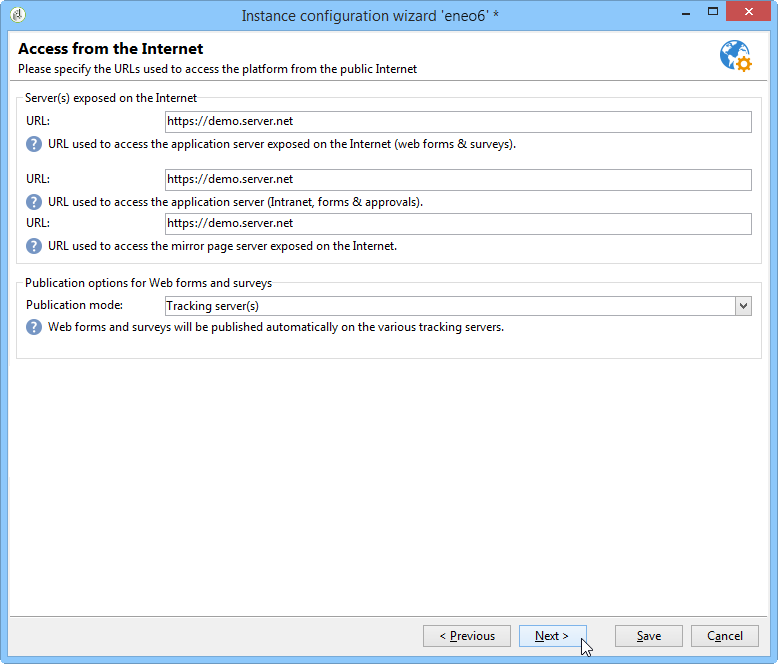 Instance configuration wizard 'eneo6' *
Access from the Internet
Please specify the URLs used to access the platform from the public Internet
Server(s) exposed on the Internet
URL: https://demo.server.net
? URL used to access the application server exposed on the Internet (web forms & surveys).
URL: https://demo.server.net
? URL used to access the application server (Intranet, forms & approvals).
URL: https://demo.server.net
? URL used to access the mirror page server exposed on the Internet.
Publication options for Web forms and surveys
Publication mode: Tracking server(s)
? Web forms and surveys will be published automatically on the various tracking servers.
< Previous Next > Save Cancel